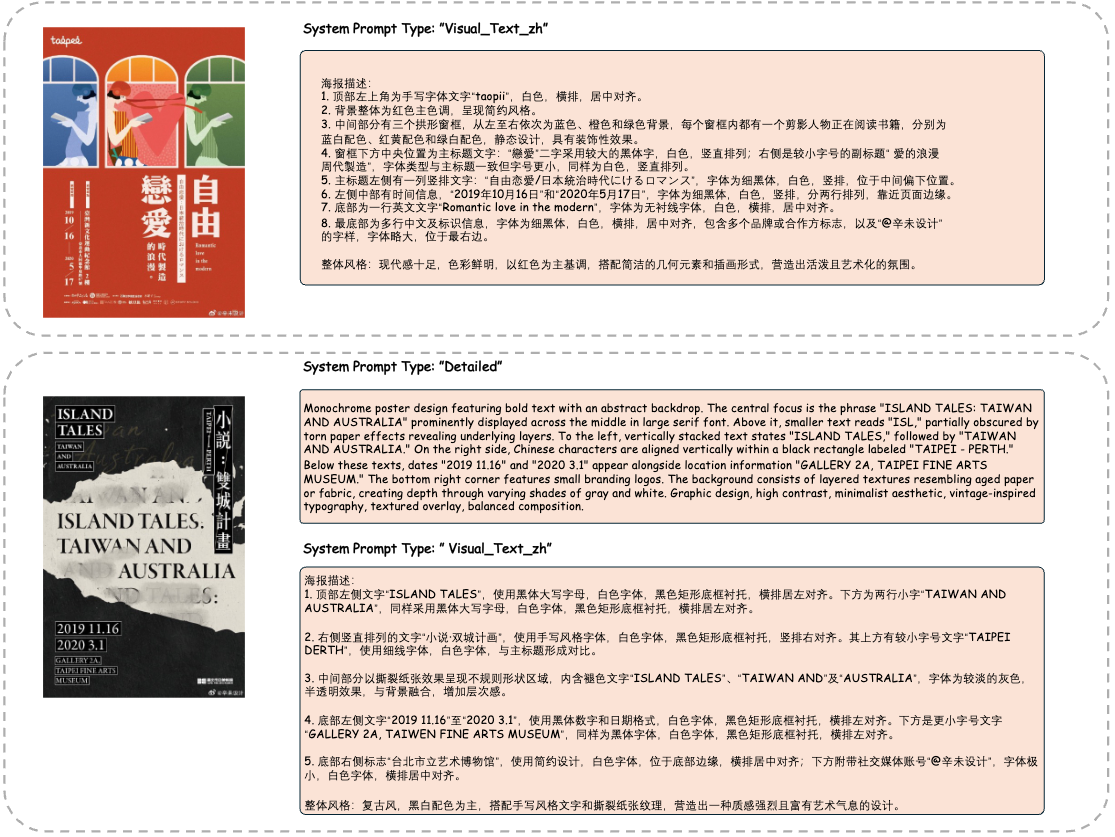 System Prompt Type: "Visual_Text_zh"
taipei
自由
戀愛
時代製造
的浪漫。
Romantic
love
in the
modern
2019
10
16
2020
5
17
@辛未设计
海报描述:
1. 顶部左上角为手写字体文字“taopii”，白色，横排，居中对齐。
2. 背景整体为红色主色调，呈现简约风格。
3. 中间部分有三个拱形窗框，从左至右依次为蓝色、橙色和绿色背景，每个窗框内都有一个剪影人物正在阅读书籍，分别为
蓝白配色、红黄配色和绿白配色，静态设计，具有装饰性效果。
4. 窗框下方中央位置为主标题文字：“戀愛”二字采用较大的黑体字，白色，竖直排列；右侧是较小字号的副标题“ 愛的浪漫
周代製造”，字体类型与主标题一致但字号更小，同样为白色，竖直排列。
5. 主标题左侧有一列竖排文字：“自由恋爱/日本統治時代にけるロマンス”，字体为细黑体，白色，竖排，位于中间偏下位置。
6. 左侧中部有时间信息，“2019年10月16日”和“2020年5月17日”，字体为细黑体，白色，竖排，分两行排列，靠近页面边缘。
7. 底部为一行英文文字“Romantic love in the modern”，字体为无衬线字体，白色，横排，居中对齐。
8. 最底部为多行中文及标识信息，字体为细黑体，白色，横排，居中对齐，包含多个品牌或合作方标志，以及“@辛未设计”
的字样，字体略大，位于最右边。
整体风格：现代感十足，色彩鲜明，以红色为主基调，搭配简洁的几何元素和插画形式，营造出活泼且艺术化的氛围。
System Prompt Type: "Detailed"
ISLAND
TALES
TAIWAN
AND
AUSTRALIA
TAIPEI — PERTH
小説：雙城計畫
ISLAND TALES:
TAIWAN AND
AUSTRALIA
2019 11.16
2020 3.1
GALLERY 2A,
TAIPEI FINE ARTS
MUSEUM
Monochrome poster design featuring bold text with an abstract backdrop. The central focus is the phrase "ISLAND TALES: TAIWAN
AND AUSTRALIA" prominently displayed across the middle in large serif font. Above it, smaller text reads "ISL," partially obscured by
torn paper effects revealing underlying layers. To the left, vertically stacked text states "ISLAND TALES," followed by "TAIWAN
AND AUSTRALIA." On the right side, Chinese characters are aligned vertically within a black rectangle labeled "TAIPEI - PERTH."
Below these texts, dates "2019 11.16" and "2020 3.1" appear alongside location information "GALLERY 2A, TAIPEI FINE ARTS
MUSEUM." The bottom right corner features small branding logos. The background consists of layered textures resembling aged paper
or fabric, creating depth through varying shades of gray and white. Graphic design, high contrast, minimalist aesthetic, vintage-inspired
typography, textured overlay, balanced composition.
System Prompt Type: " Visual_Text_zh"
海报描述:
1. 顶部左侧文字“ISLAND TALES”，使用黑体大写字母，白色字体，黑色矩形底框衬托，横排居左对齐。下方为两行小字“TAIWAN AND
AUSTRALIA”，同样采用黑体大写字母，白色字体，黑色矩形底框衬托，横排居左对齐。
2. 右侧竖直排列的文字“小说·双城计画”，使用手写风格字体，白色字体，黑色矩形底框衬托，竖排右对齐。其上方有较小字号文字“TAIPEI
DERTH”，使用细线字体，白色字体，与主标题形成对比。
3. 中间部分以撕裂纸张效果呈现不规则形状区域，内含褪色文字“ISLAND TALES”、“TAIWAN AND”及“AUSTRALIA”，字体为较淡的灰色，
半透明效果，与背景融合，增加层次感。
4. 底部左侧文字“2019 11.16”至“2020 3.1”，使用黑体数字和日期格式，白色字体，黑色矩形底框衬托，横排左对齐。下方是更小字号文字
“GALLERY 2A, TAIWEN FINE ARTS MUSEUM”，同样为黑体字体，白色字体，黑色矩形底框衬托，横排左对齐。
5. 底部右侧标志“台北市立艺术博物馆”，使用简约设计，白色字体，位于底部边缘，横排居中对齐；下方附带社交媒体账号“@辛未设计”，字体极
小，白色字体，横排居中对齐。
整体风格：复古风，黑白配色为主，搭配手写风格文字和撕裂纸张纹理，营造出一种质感强烈且富有艺术气息的设计。